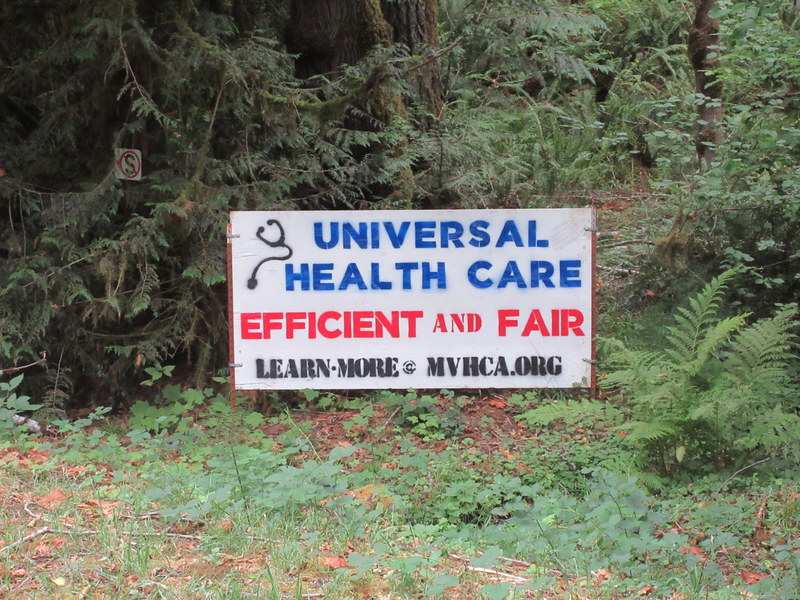 UNIVERSAL
HEALTH CARE
EFFICIENT AND FAIR
LEARN·MORE@ MVHCA.ORG